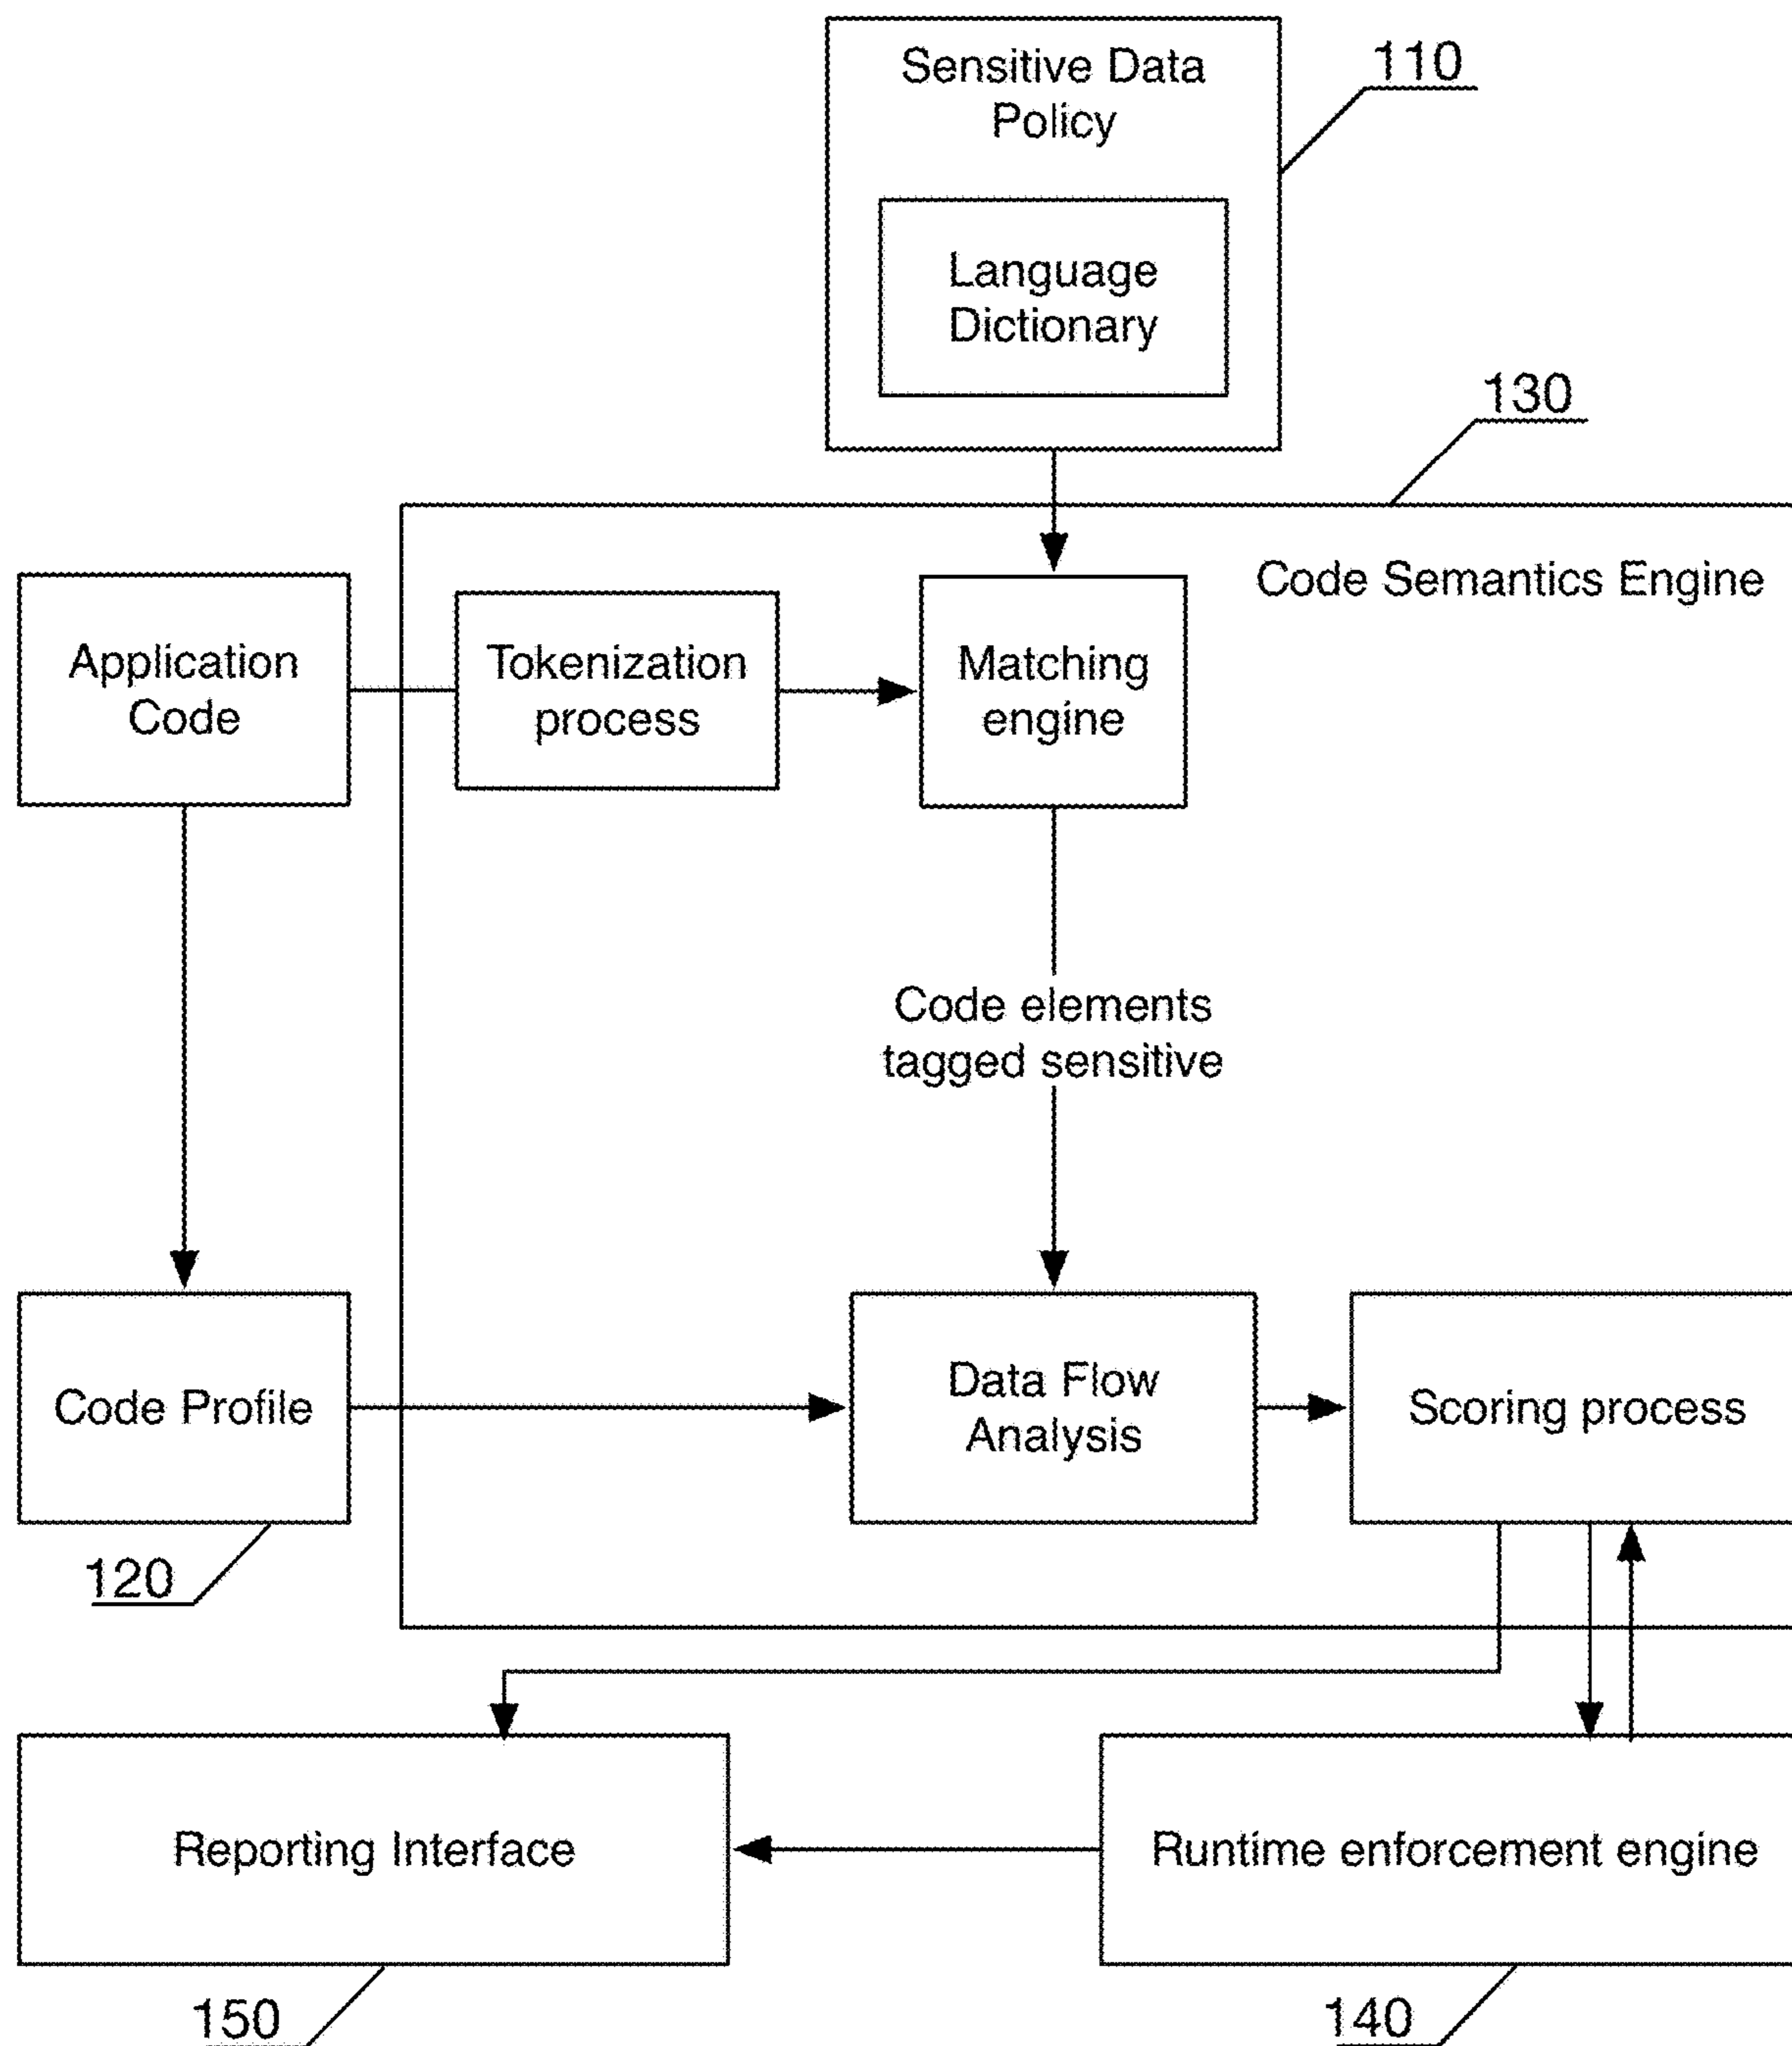 Sensitive Data
Policy
110
Language
Dictionary
130
Code Semantics Engine
Application
Code
Tokenization
process
Matching
engine
Code elements
tagged sensitive
Code Profile
Data Flow
Analysis
Scoring process
120
Reporting Interface
Runtime enforcement engine
150
140